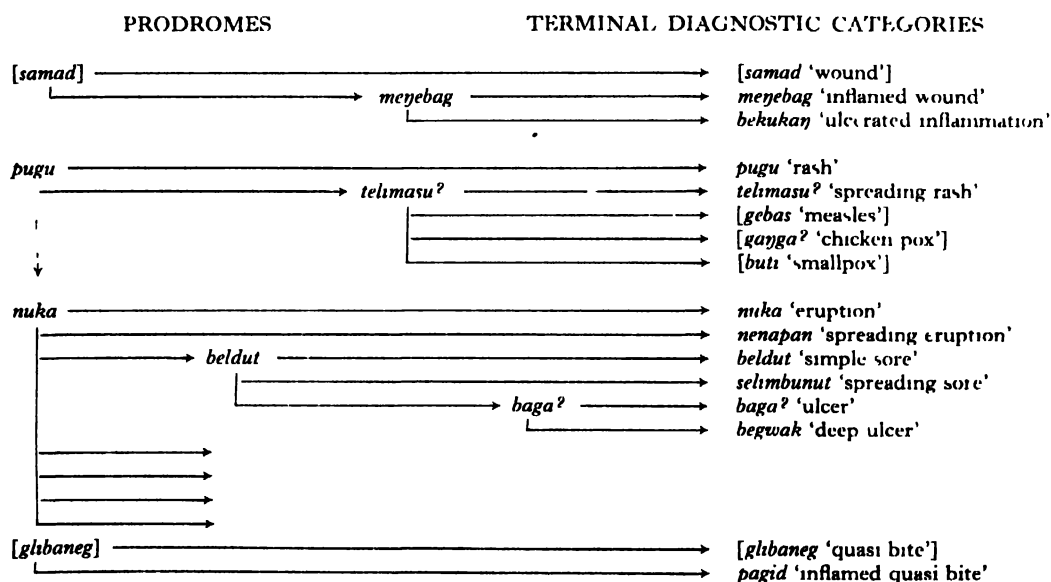 PRODROMES TERMINAL DIAGNOSTIC CATEGORIES
[samad] [samad 'wound']
meŋebag meŋebag 'inflamed wound'
bekukaŋ 'ulcerated inflammation'
pugu pugu 'rash'
telimasuʔ telimasuʔ 'spreading rash'
[gebas 'measles']
[gaŋgaʔ 'chicken pox']
[buti 'smallpox']
nuka nuka 'eruption'
nenapan 'spreading eruption'
beldut beldut 'simple sore'
selimbunut 'spreading sore'
bagaʔ bagaʔ 'ulcer'
begwak 'deep ulcer'
[glibaneg] [glibaneg 'quasi bite']
pagid 'inflamed quasi bite'